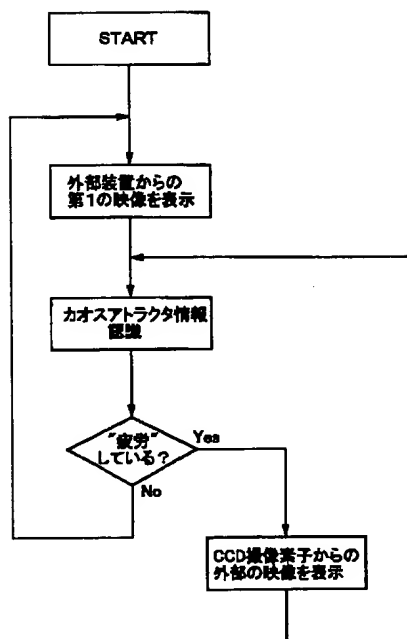 START
外部装置からの
第1の映像を表示
カオスアトラクタ情報
認識
"疲労"
している？
Yes
No
CCD撮像素子からの
外部の映像を表示